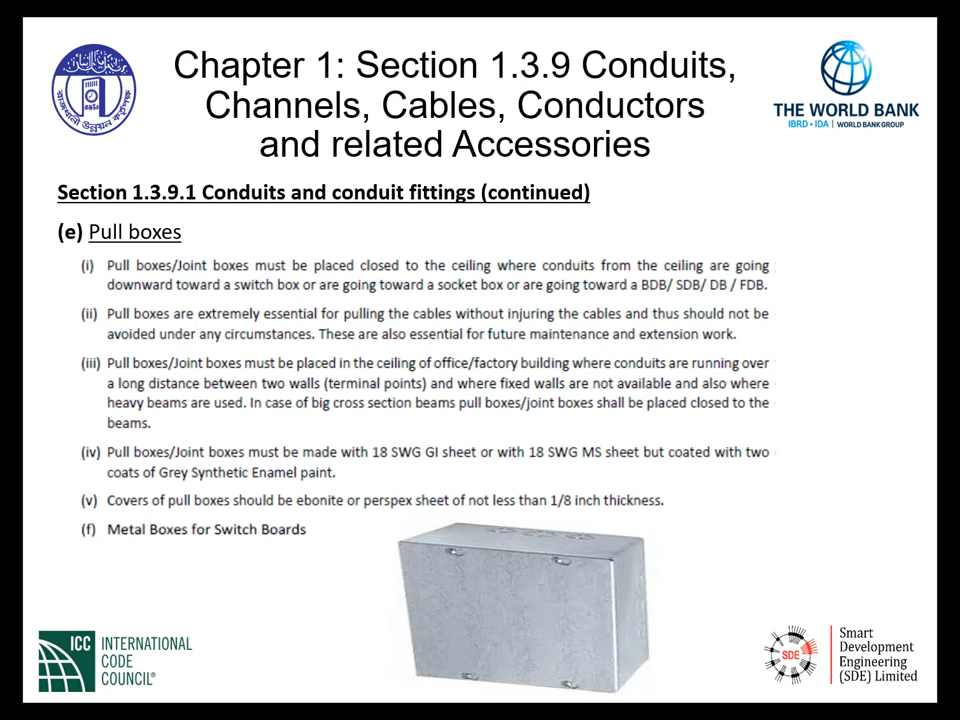 Chapter 1: Section 1.3.9 Conduits,
Channels, Cables, Conductors
and related Accessories
THE WORLD BANK
IBRD • IDA | WORLD BANK GROUP
Section 1.3.9.1 Conduits and conduit fittings (continued)
(e) Pull boxes
(i) Pull boxes/Joint boxes must be placed closed to the ceiling where conduits from the ceiling are going
downward toward a switch box or are going toward a socket box or are going toward a BDB/ SDB/ DB / FDB.
(ii) Pull boxes are extremely essential for pulling the cables without injuring the cables and thus should not be
avoided under any circumstances. These are also essential for future maintenance and extension work.
(iii) Pull boxes/Joint boxes must be placed in the ceiling of office/factory building where conduits are running over
a long distance between two walls (terminal points) and where fixed walls are not available and also where
heavy beams are used. In case of big cross section beams pull boxes/joint boxes shall be placed closed to the
beams.
(iv) Pull boxes/Joint boxes must be made with 18 SWG GI sheet or with 18 SWG MS sheet but coated with two
coats of Grey Synthetic Enamel paint.
(v) Covers of pull boxes should be ebonite or perspex sheet of not less than 1/8 inch thickness.
(f) Metal Boxes for Switch Boards
ICC
INTERNATIONAL
CODE
COUNCIL®
SDE
Smart
Development
Engineering
(SDE) Limited